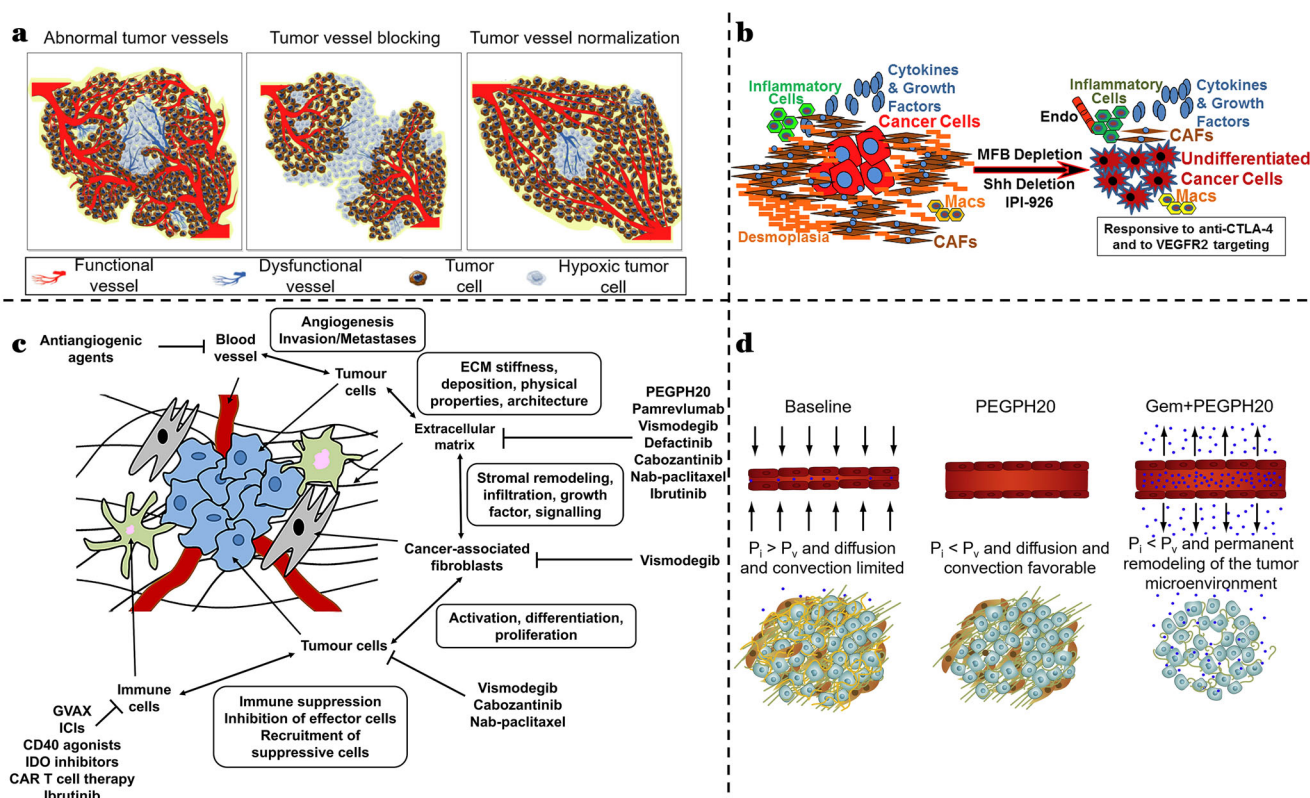 a
Abnormal tumor vessels
Tumor vessel blocking
Tumor vessel normalization
Functional
vessel
Dysfunctional
vessel
Tumor
cell
Hypoxic tumor
cell
b
Inflammatory
Cells
Cytokines
& Growth
Factors
Cancer Cells
Desmoplasia
Macs
CAFs
MFB Depletion
Shh Deletion
IPI-926
Inflammatory
Cells
Endo
Cytokines
& Growth
Factors
CAFs
Undifferentiated
Cancer Cells
Macs
Responsive to anti-CTLA-4
and to VEGFR2 targeting
c
Antiangiogenic
agents
Blood
vessel
Angiogenesis
Invasion/Metastases
Tumour
cells
ECM stiffness,
deposition, physical
properties, architecture
Extracellular
matrix
PEGPH20
Pamrevlumab
Vismodegib
Defactinib
Cabozantinib
Nab-paclitaxel
Ibrutinib
Stromal remodeling,
infiltration, growth
factor, signalling
Cancer-associated
fibroblasts
Vismodegib
Activation, differentiation,
proliferation
Tumour cells
Vismodegib
Cabozantinib
Nab-paclitaxel
Immune
cells
Immune suppression
Inhibition of effector cells
Recruitment of
suppressive cells
GVAX
ICIs
CD40 agonists
IDO inhibitors
CAR T cell therapy
Ibrutinib
d
Baseline
PEGPH20
Gem+PEGPH20
Pi > Pv and diffusion
and convection limited
Pi < Pv and diffusion and
convection favorable
Pi < Pv and permanent
remodeling of the tumor
microenvironment